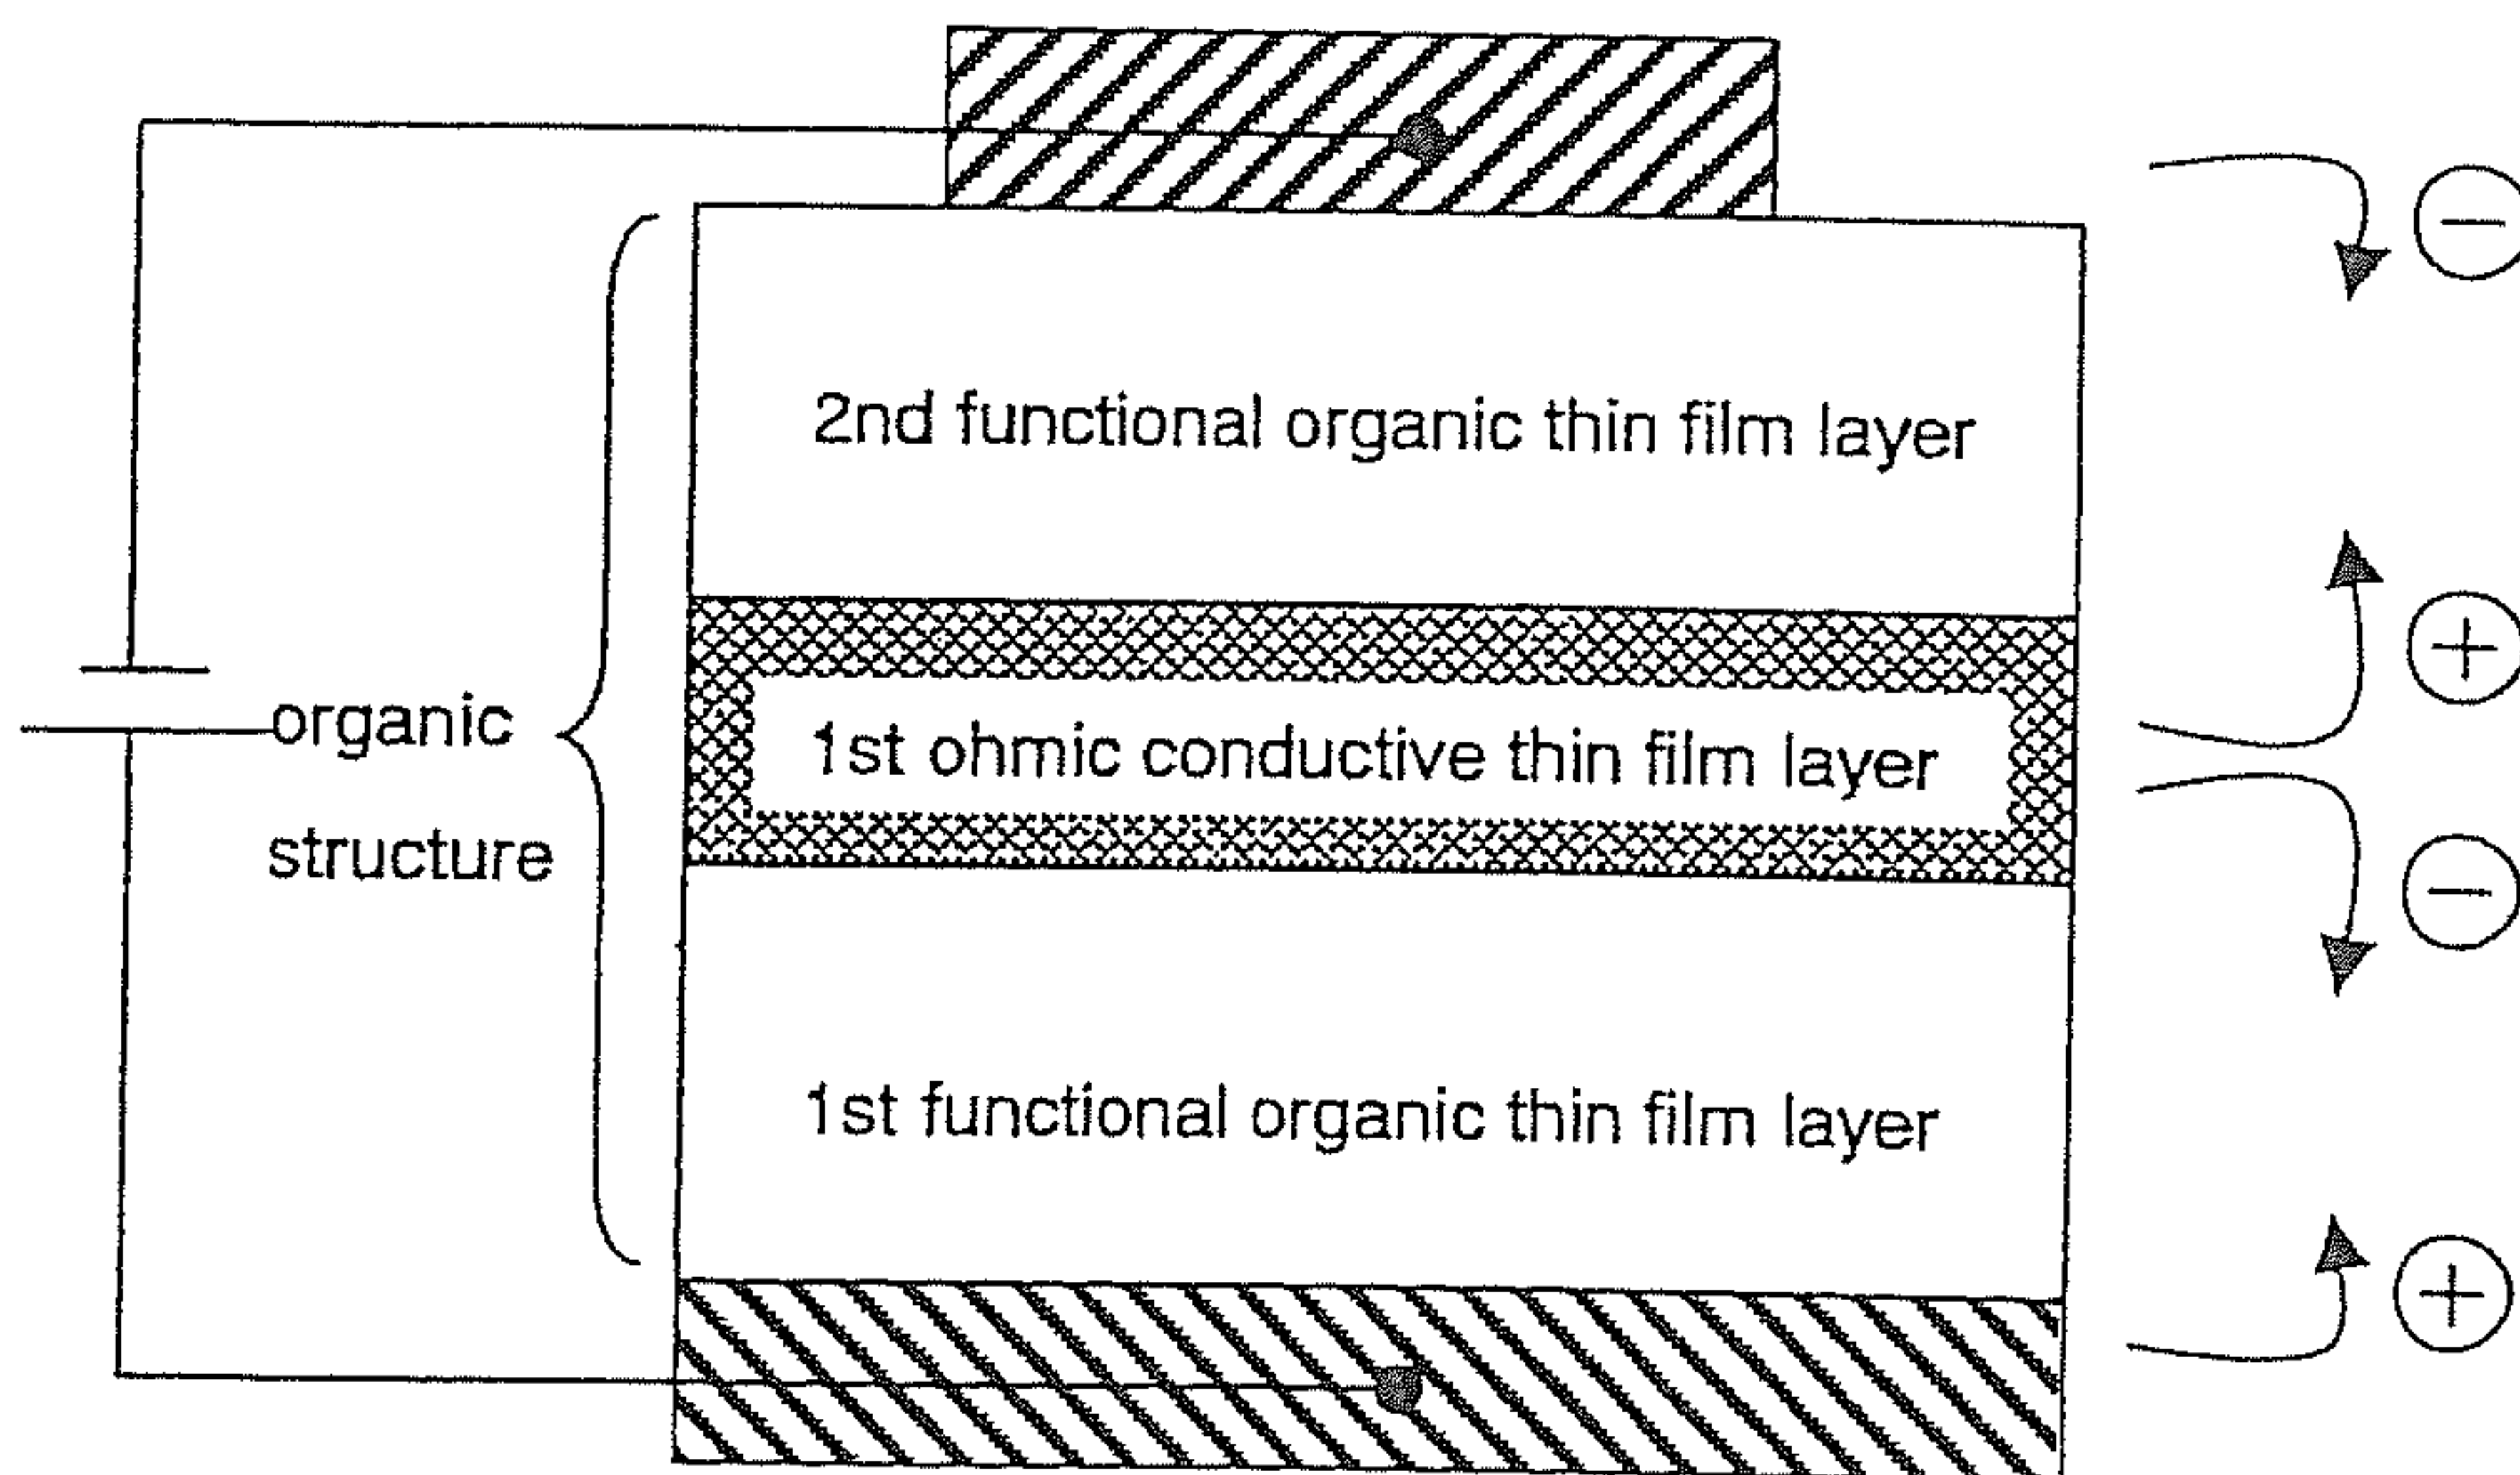 2nd functional organic thin film layer
organic
structure
1st ohmic conductive thin film layer
1st functional organic thin film layer